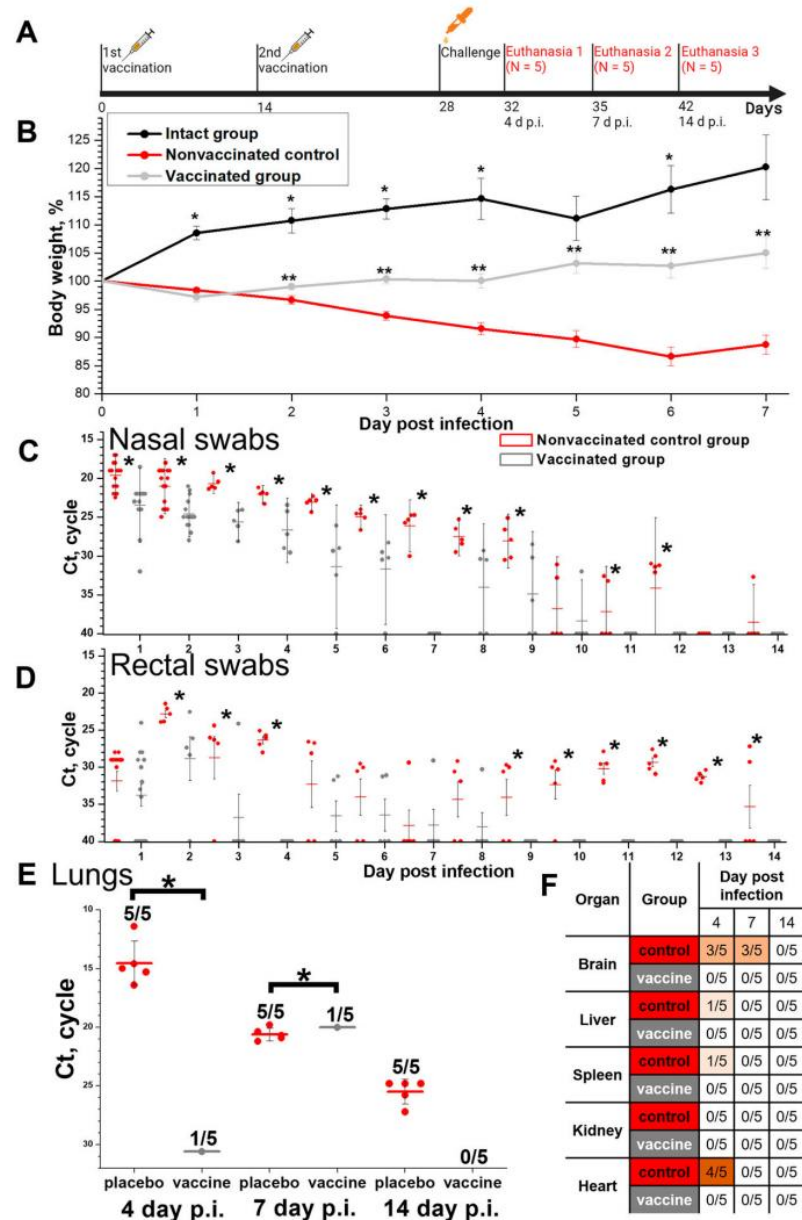 A
1st
vaccination
2nd
vaccination
Challenge
Euthanasia 1
(N = 5)
Euthanasia 2
(N = 5)
Euthanasia 3
(N = 5)
0 14 28 32 35 42 Days
4 d p.i. 7 d p.i. 14 d p.i.
B
Intact group
Nonvaccinated control
Vaccinated group
Body weight, %
125
120
115
110
105
100
95
90
85
80
* * * * *
** ** ** ** ** **
0 1 2 3 4 5 6 7
Day post infection
Nonvaccinated control group
Vaccinated group
C Nasal swabs
Ct, cycle
15
20
25
30
35
40
* * * * * * * * * * *
1 2 3 4 5 6 7 8 9 10 11 12 13 14
D Rectal swabs
Ct, cycle
15
20
25
30
35
40
* * * * * * * * *
1 2 3 4 5 6 7 8 9 10 11 12 13 14
Day post infection
E Lungs
Ct, cycle
10
15
20
25
30
* *
5/5 1/5 5/5 1/5 5/5 0/5
placebo vaccine placebo vaccine placebo vaccine
4 day p.i. 7 day p.i. 14 day p.i.
F
Organ Group Day post
infection
4 7 14
Brain control 3/5 3/5 0/5
vaccine 0/5 0/5 0/5
Liver control 1/5 0/5 0/5
vaccine 0/5 0/5 0/5
Spleen control 1/5 0/5 0/5
vaccine 0/5 0/5 0/5
Kidney control 0/5 0/5 0/5
vaccine 0/5 0/5 0/5
Heart control 4/5 0/5 0/5
vaccine 0/5 0/5 0/5